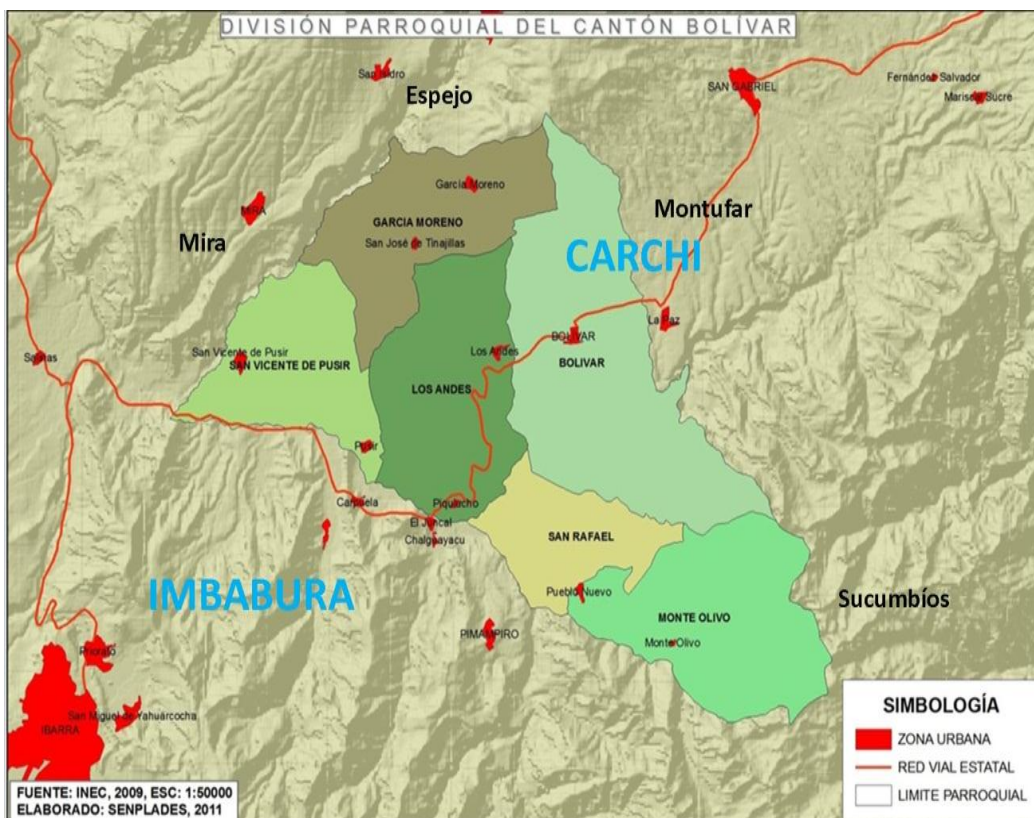 DIVISIÓN PARROQUIAL DEL CANTÓN BOLÍVAR
San Isidro
Espejo
SAN GABRIEL
Fernández Salvador
Mariscal Sucre
García Moreno
MIRA
GARCIA MORENO
Montufar
Mira
San José de Tinajillas
CARCHI
La Paz
BOLIVAR
Salinas
San Vicente de Pusir
SAN VICENTE DE PUSIR
Los Andes
BOLIVAR
LOS ANDES
Pusir
Carpuela
Piquiucho
El Juncal
Chalguayacu
SAN RAFAEL
IMBABURA
Pueblo Nuevo
Sucumbíos
MONTE OLIVO
PIMAMPIRO
Monte Olivo
Priorato
San Miguel de Yahuarcocha
IBARRA
SIMBOLOGÍA
ZONA URBANA
RED VIAL ESTATAL
LIMITE PARROQUIAL
FUENTE: INEC, 2009, ESC: 1:50000
ELABORADO: SENPLADES, 2011